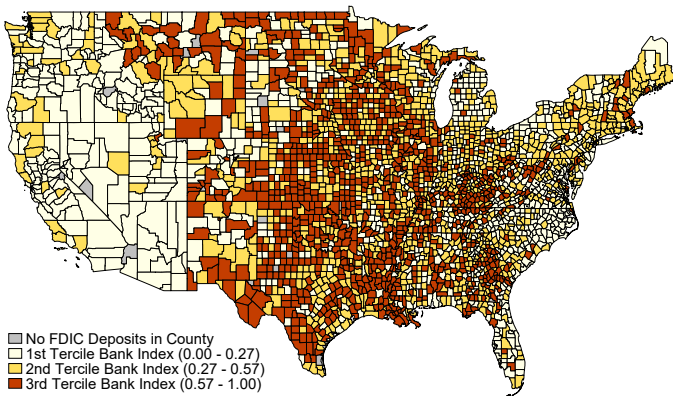 No FDIC Deposits in County
1st Tercile Bank Index (0.00 - 0.27)
2nd Tercile Bank Index (0.27 - 0.57)
3rd Tercile Bank Index (0.57 - 1.00)